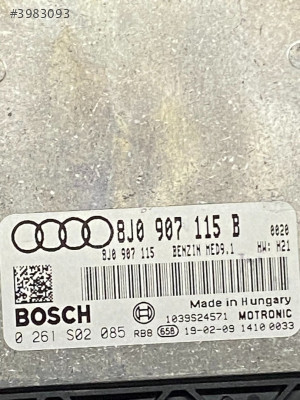 #3983093
8J0 907 115 B 0020
8J0 907 115 BENZIN MED9.1 HW: H21
Made in Hungary
BOSCH 1039S24571 MOTRONIC
0 261 S02 085 RB8 658 19-02-09 1410 0033